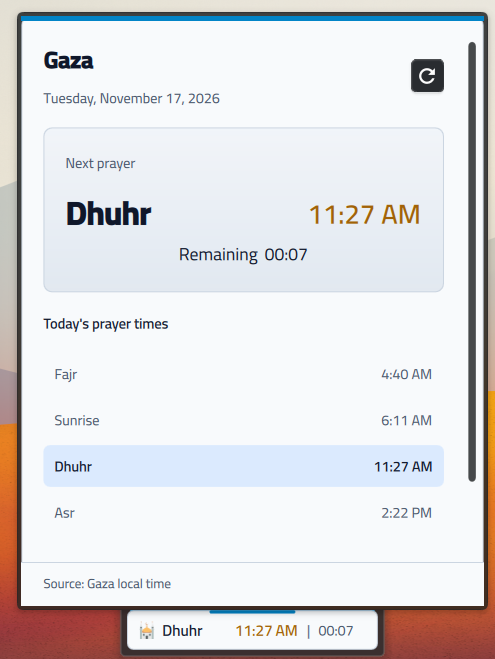 Gaza
Tuesday, November 17, 2026
Next prayer
Dhuhr 11:27 AM
Remaining 00:07
Today's prayer times
Fajr 4:40 AM
Sunrise 6:11 AM
Dhuhr 11:27 AM
Asr 2:22 PM
Source: Gaza local time
Dhuhr 11:27 AM | 00:07